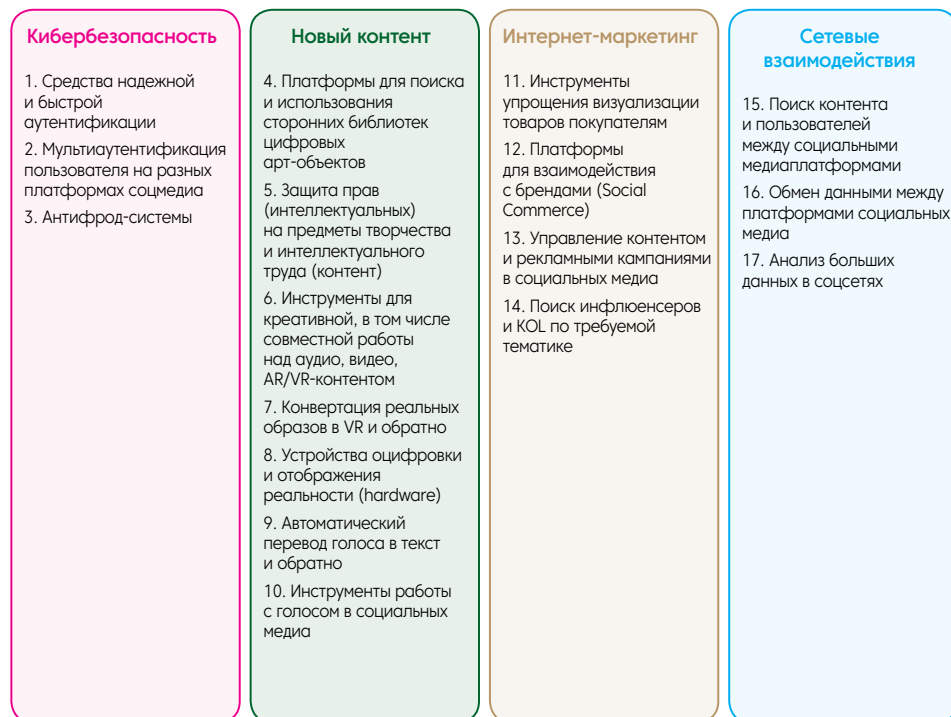 Кибербезопасность
1. Средства надежной
и быстрой
аутентификации
2. Мультиаутентификация
пользователя на разных
платформах соцмедиа
3. Антифрод-системы
Новый контент
4. Платформы для поиска
и использования
сторонних библиотек
цифровых
арт-объектов
5. Защита прав
(интеллектуальных)
на предметы творчества
и интеллектуального
труда (контент)
6. Инструменты для
креативной, в том числе
совместной работы
над аудио, видео,
AR/VR-контентом
7. Конвертация реальных
образов в VR и обратно
8. Устройства оцифровки
и отображения
реальности (hardware)
9. Автоматический
перевод голоса в текст
и обратно
10. Инструменты работы
с голосом в социальных
медиа
Интернет-маркетинг
11. Инструменты
упрощения визуализации
товаров покупателям
12. Платформы
для взаимодействия
с брендами (Social
Commerce)
13. Управление контентом
и рекламными кампаниями
в социальных медиа
14. Поиск инфлюенсеров
и KOL по требуемой
тематике
Сетевые
взаимодействия
15. Поиск контента
и пользователей
между социальными
медиаплатформами
16. Обмен данными между
платформами социальных
медиа
17. Анализ больших
данных в соцсетях